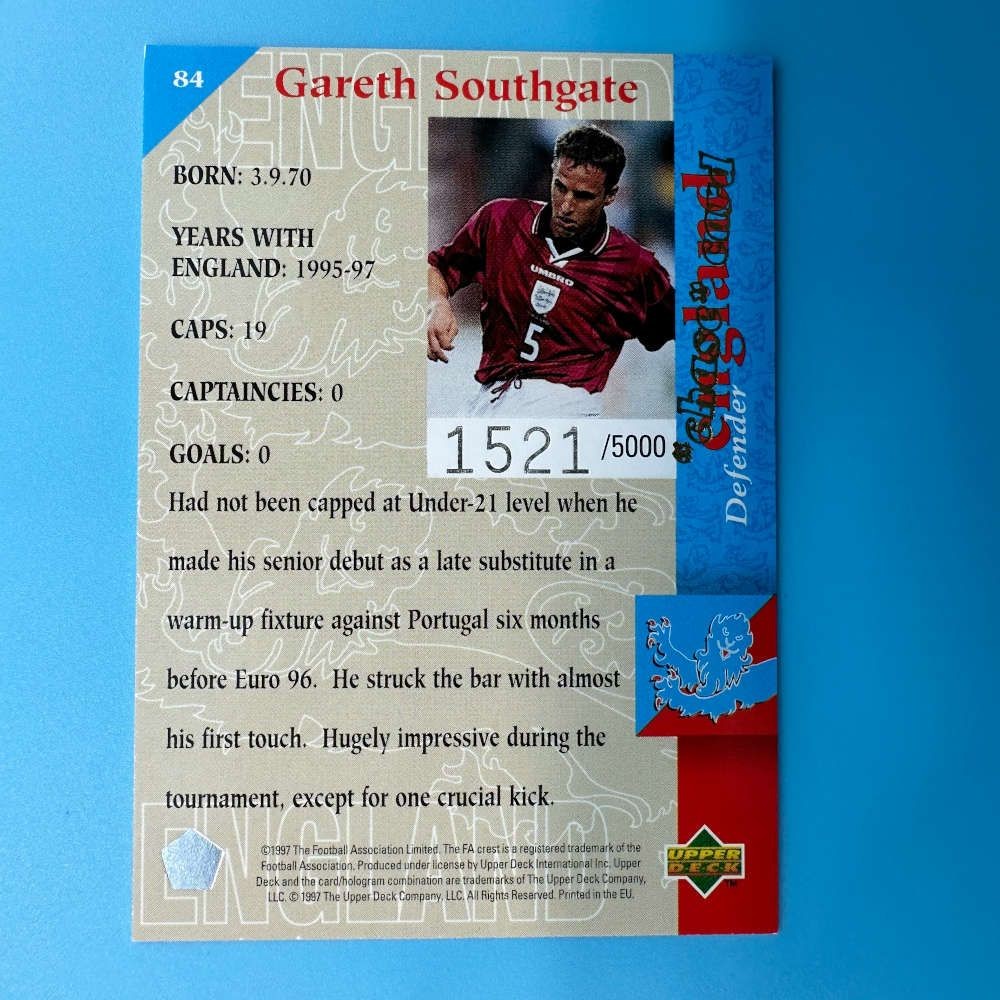 84
ENGLAND
Gareth Southgate
BORN: 3.9.70
YEARS WITH
ENGLAND: 1995-97
CAPS: 19
CAPTAINCIES: 0
GOALS: 0
UMBRO
5
1521 /5000
England
Defender
Had not been capped at Under-21 level when he
made his senior debut as a late substitute in a
warm-up fixture against Portugal six months
before Euro 96. He struck the bar with almost
his first touch. Hugely impressive during the
tournament, except for one crucial kick.
ENGLAND
©1997 The Football Association Limited. The FA crest is a registered trademark of the
Football Association. Produced under license by Upper Deck International Inc. Upper
Deck and the card/hologram combination are trademarks of The Upper Deck Company,
LLC. © 1997 The Upper Deck Company, LLC. All Rights Reserved. Printed in the EU.
UPPER
DECK
TM